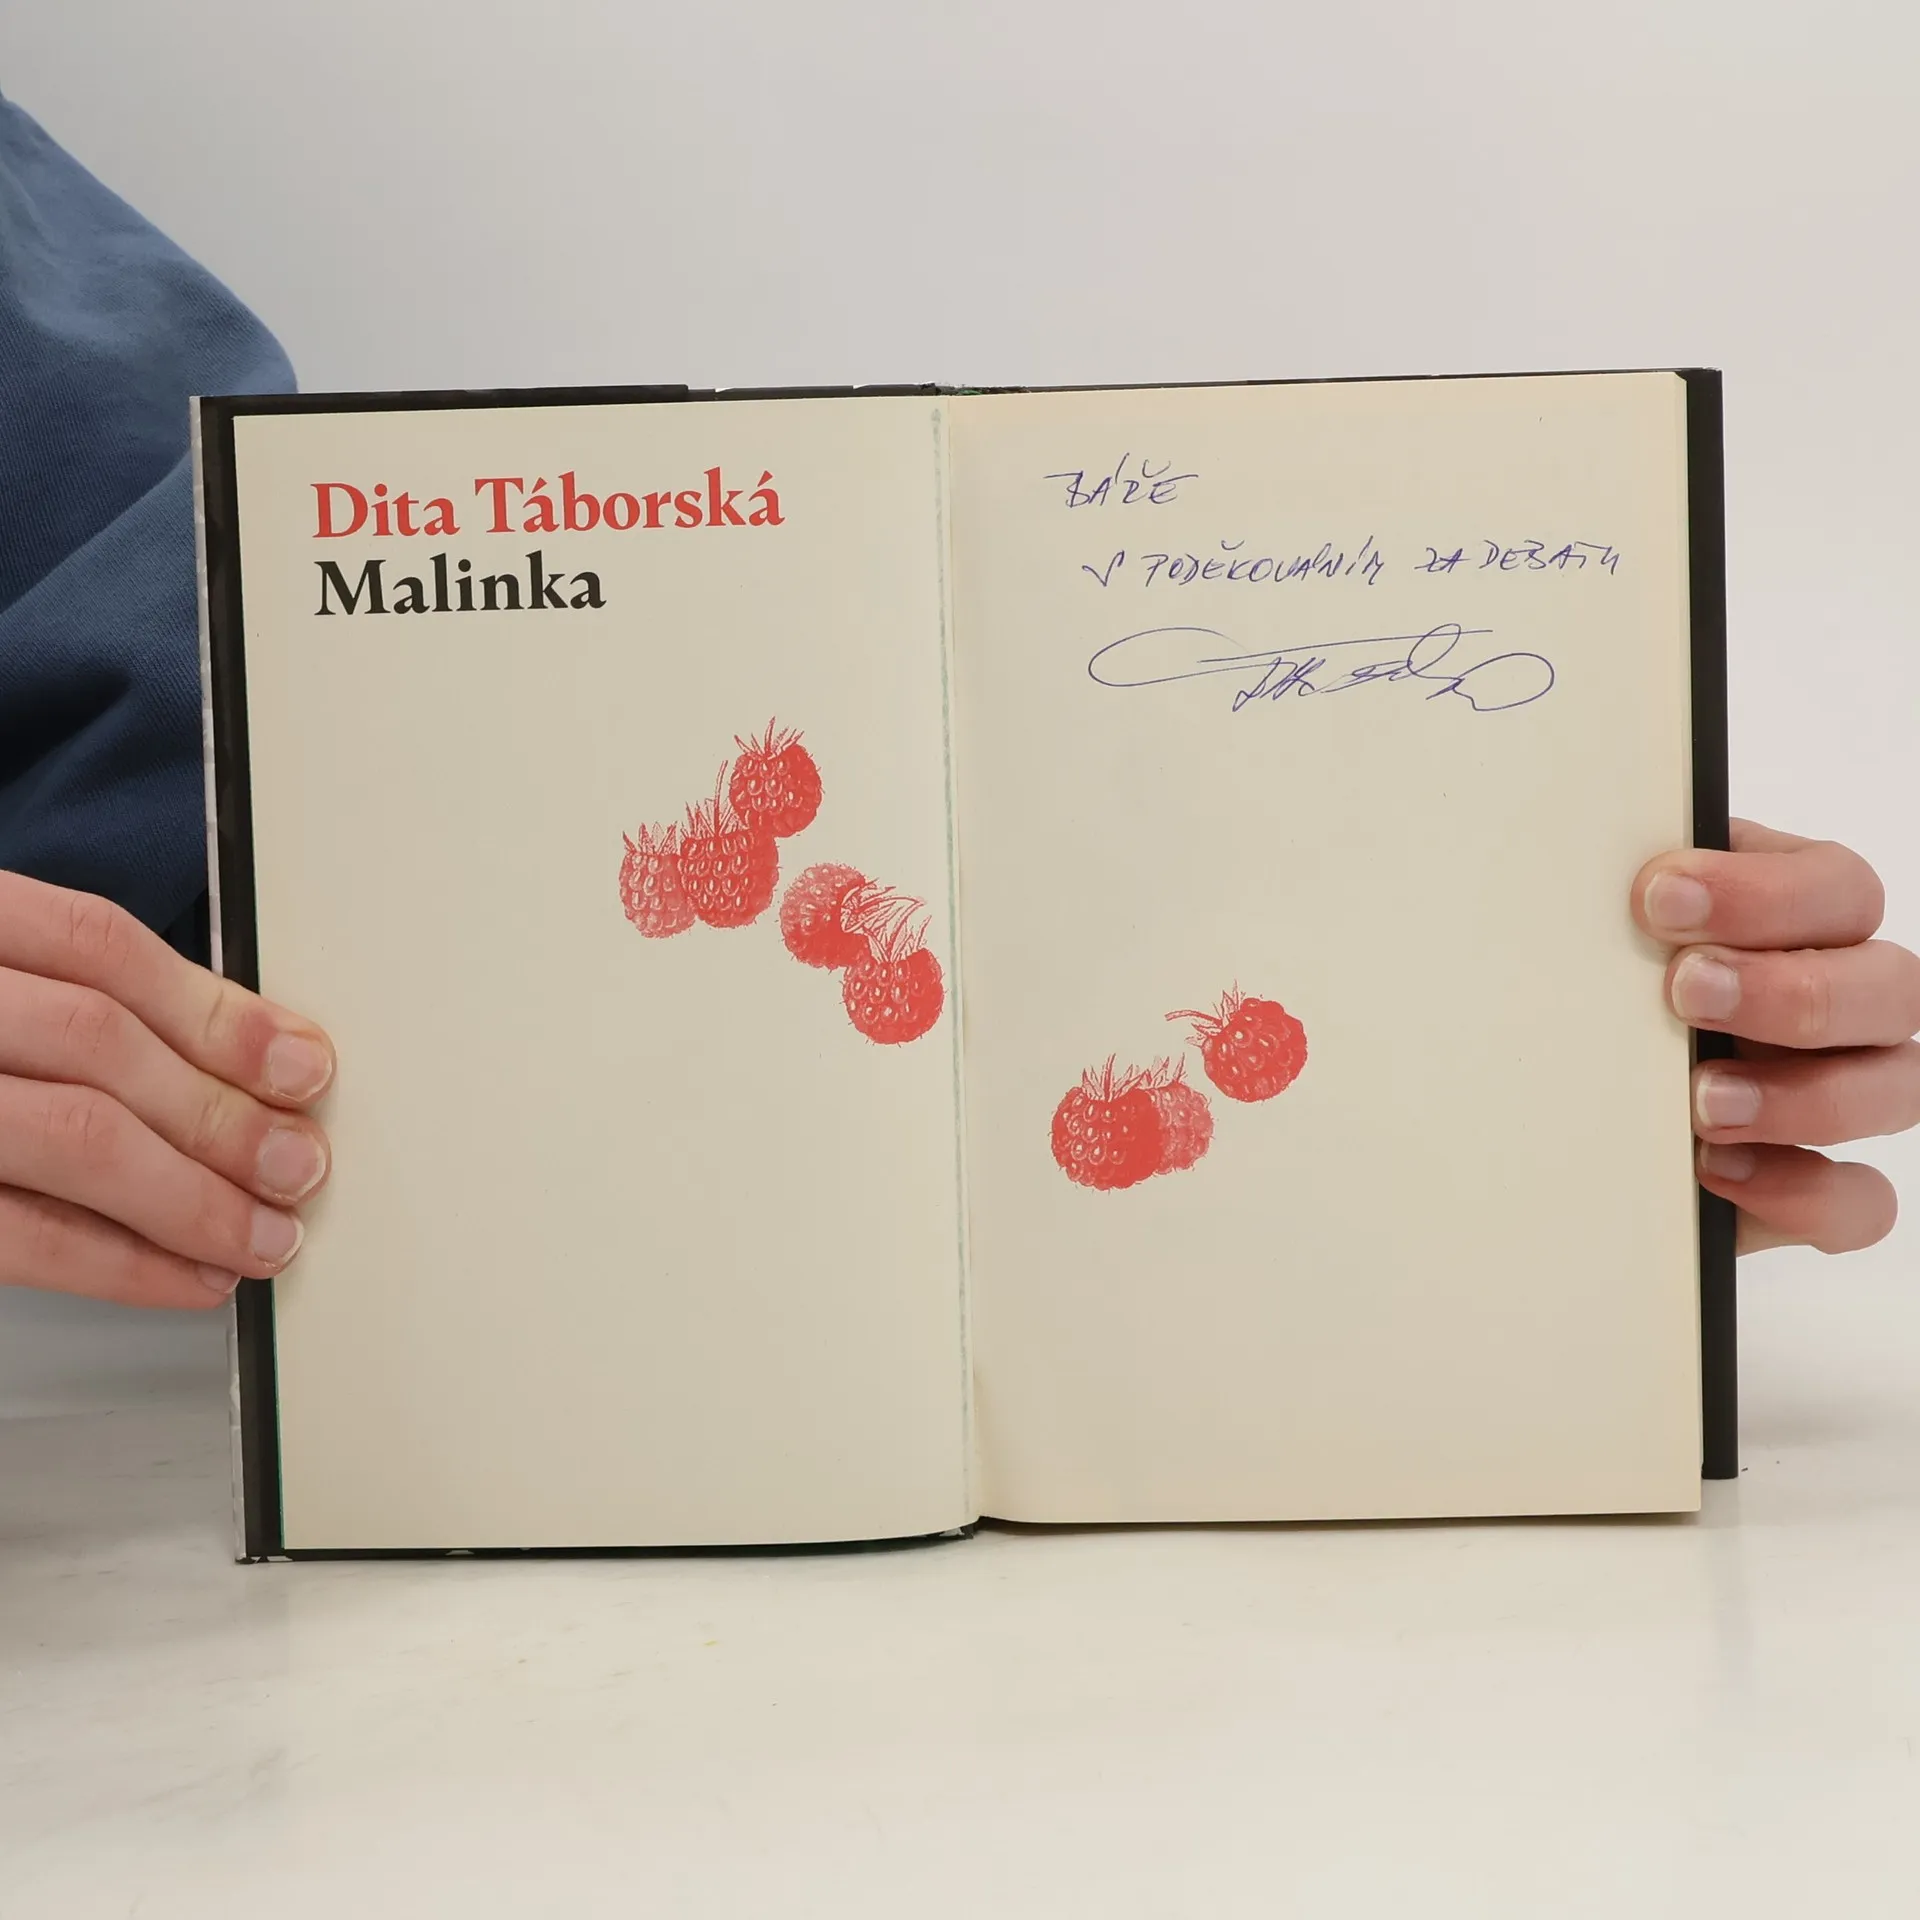 Dita Táborská
Malinka
BÁŘE
S PODĚKOVÁNÍM ZA DEBATU